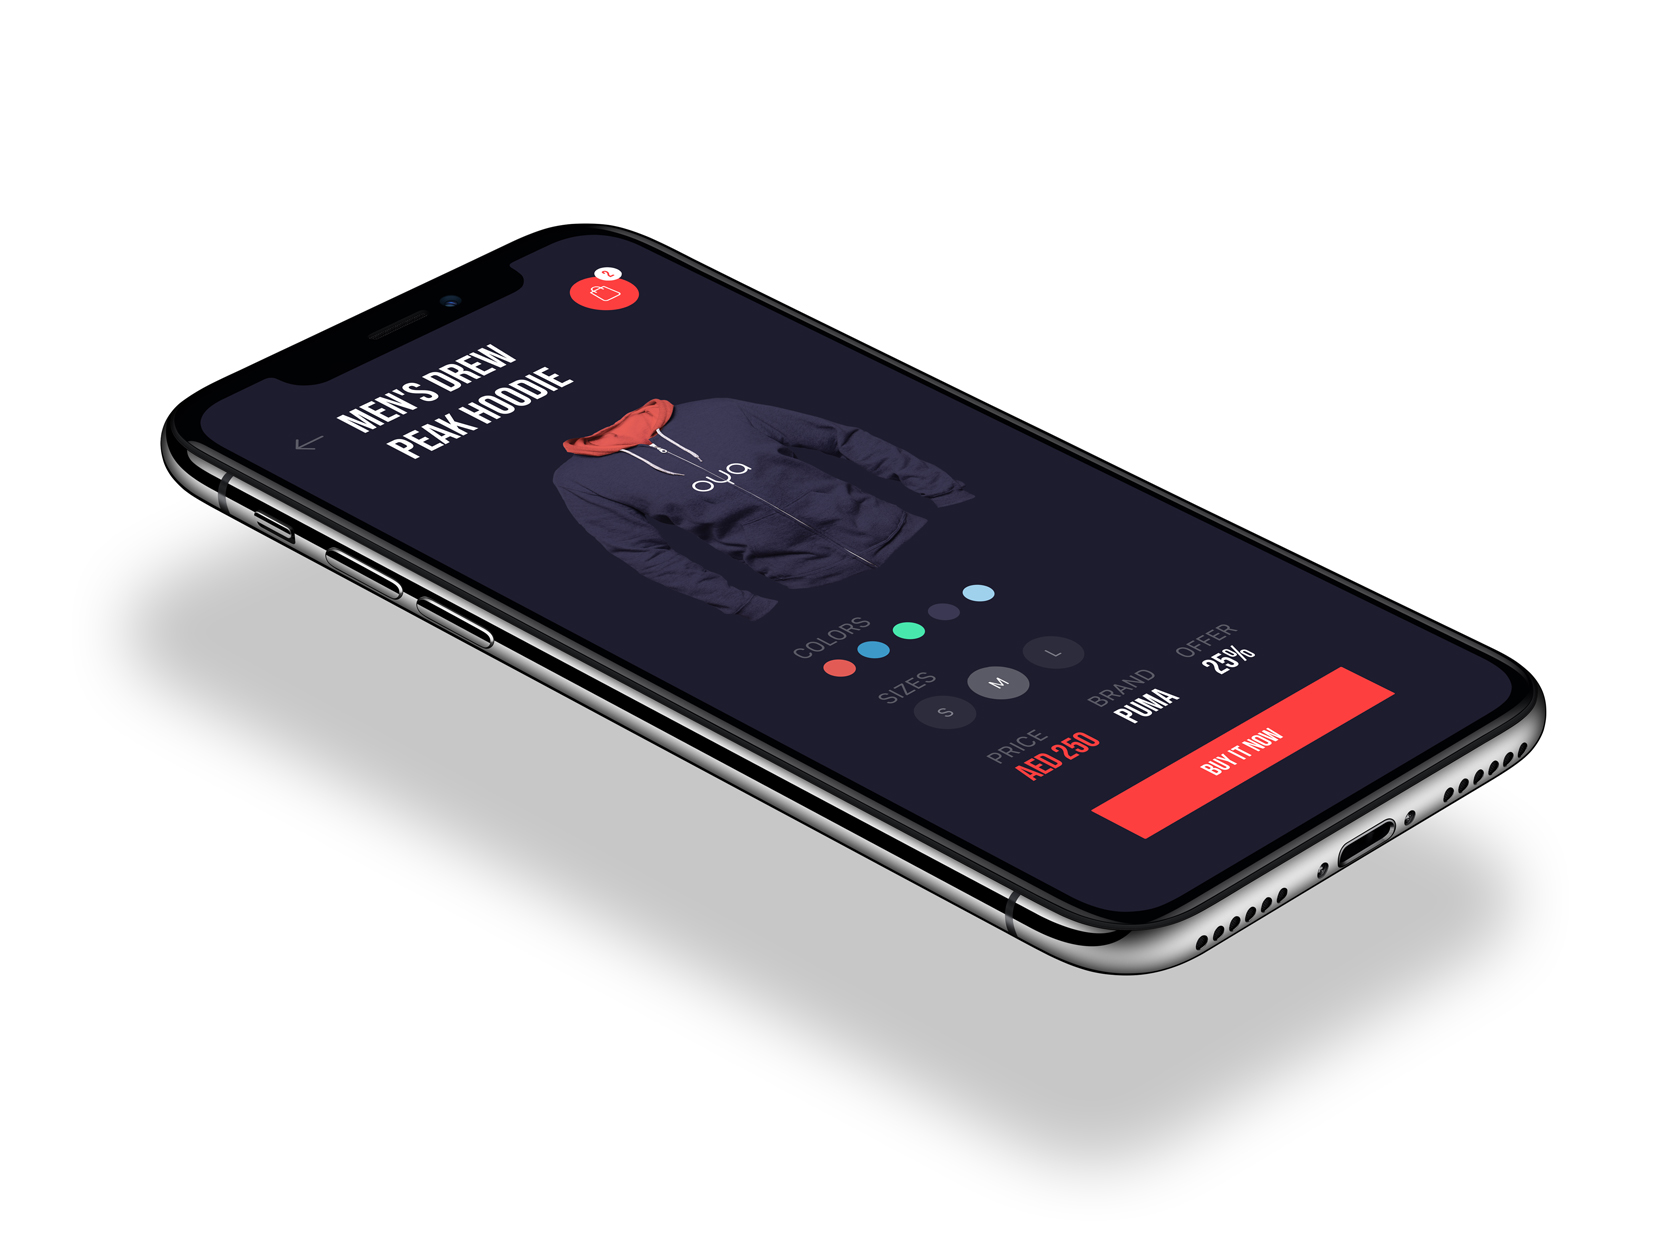 2
MEN'S DREW
PEAK HOODIE
oya
COLORS
SIZES
S M L
PRICE BRAND OFFER
AED 250 PUMA 25%
BUY IT NOW